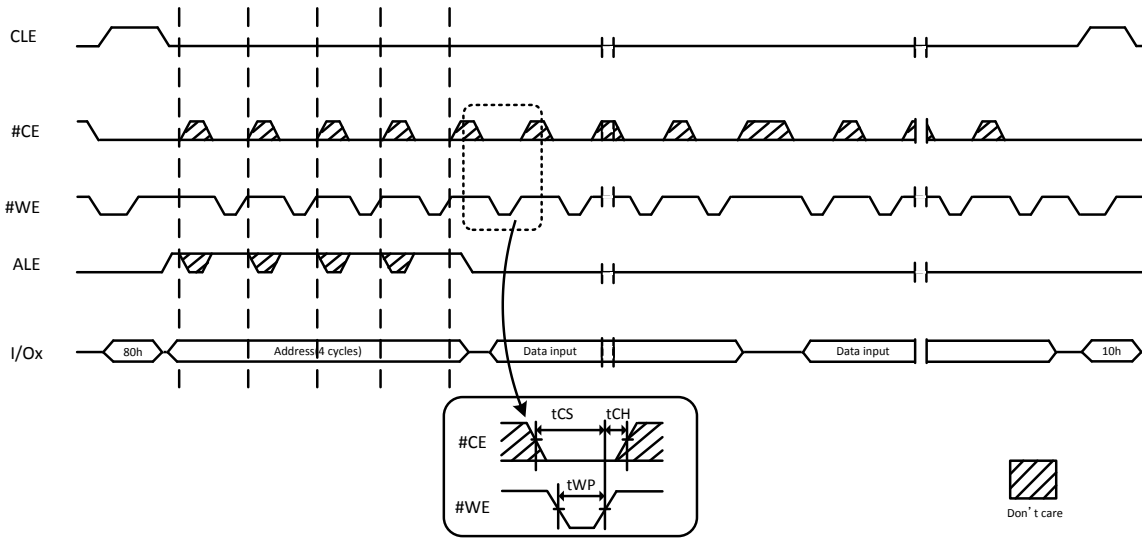 CLE
#CE
#WE
ALE
I/Ox
80h
Address(4 cycles)
Data input
Data input
10h
tCS
tCH
#CE
tWP
#WE
Don't care